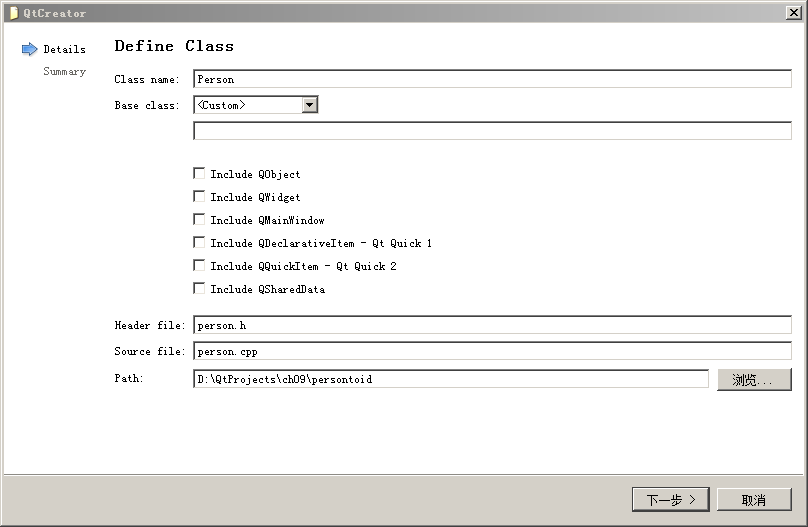 QtCreator
Details
Summary
Define Class
Class name: Person
Base class: <Custom>
Include QObject
Include QWidget
Include QMainWindow
Include QDeclarativeItem - Qt Quick 1
Include QQuickItem - Qt Quick 2
Include QSharedData
Header file: person.h
Source file: person.cpp
Path: D:\QtProjects\ch09\persontoid 浏览...
下一步 > 取消